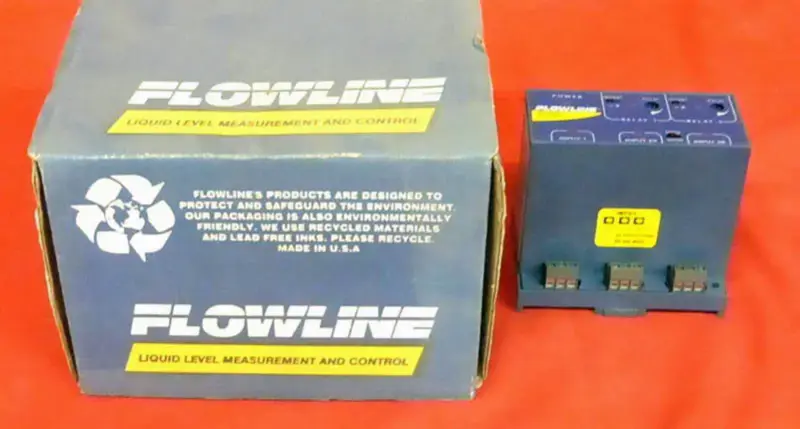 FLOWLINE
LIQUID LEVEL MEASUREMENT AND CONTROL
FLOWLINE'S PRODUCTS ARE DESIGNED TO
PROTECT AND SAFEGUARD THE ENVIRONMENT.
OUR PACKAGING IS ALSO ENVIRONMENTALLY
FRIENDLY. WE USE RECYCLED MATERIALS
AND LEAD FREE INKS. PLEASE RECYCLE.
MADE IN U.S.A
FLOWLINE
LIQUID LEVEL MEASUREMENT AND CONTROL
POWER
FLOWLINE
RELAY
RELAY